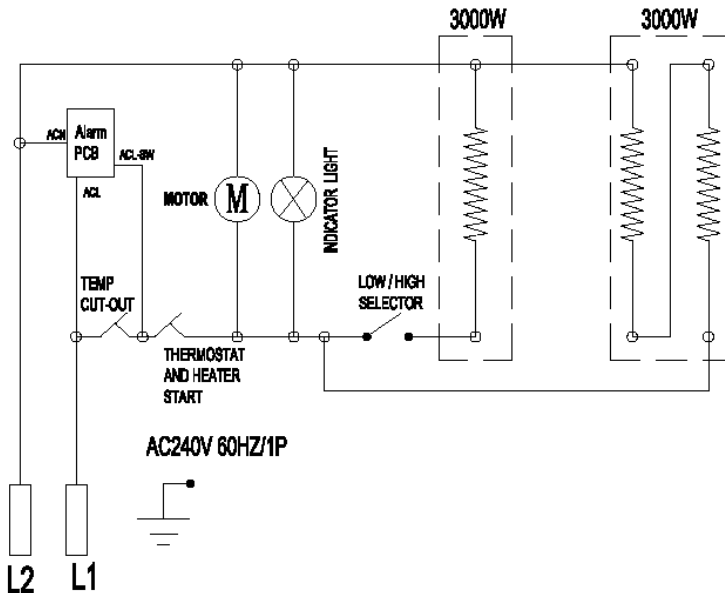 3000W
3000W
ACN
Alarm
PCB
ACL-SW
ACL
MOTOR
M
INDICATOR LIGHT
TEMP
CUT-OUT
LOW / HIGH
SELECTOR
THERMOSTAT
AND HEATER
START
AC240V 60HZ/1P
L2
L1